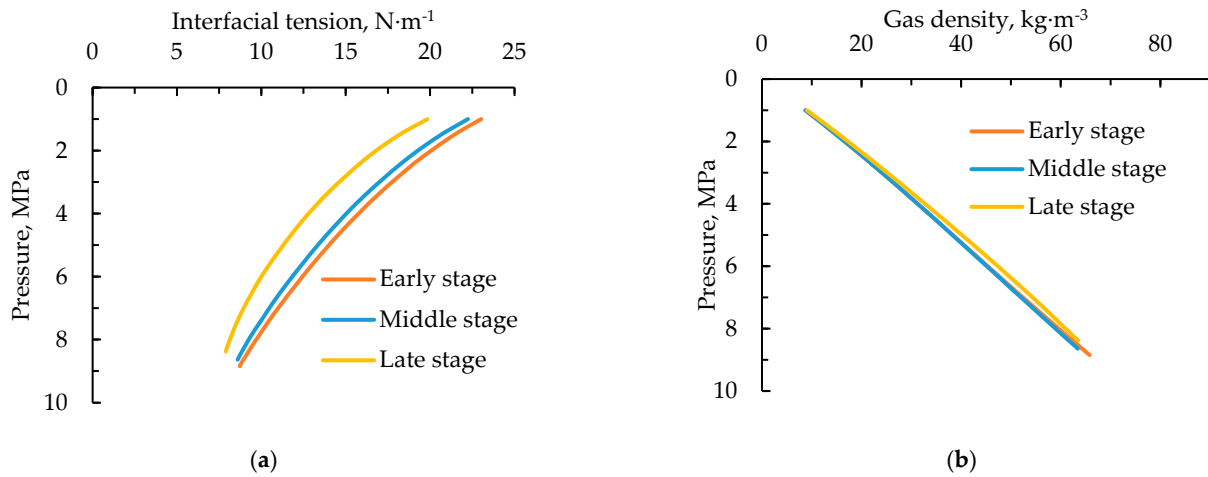 Interfacial tension, N·m-1
0 5 10 15 20 25
0
2
4
6
8
10
Pressure, MPa
Early stage
Middle stage
Late stage
(a)
Gas density, kg·m-3
0 20 40 60 80
0
2
4
6
8
10
Pressure, MPa
Early stage
Middle stage
Late stage
(b)